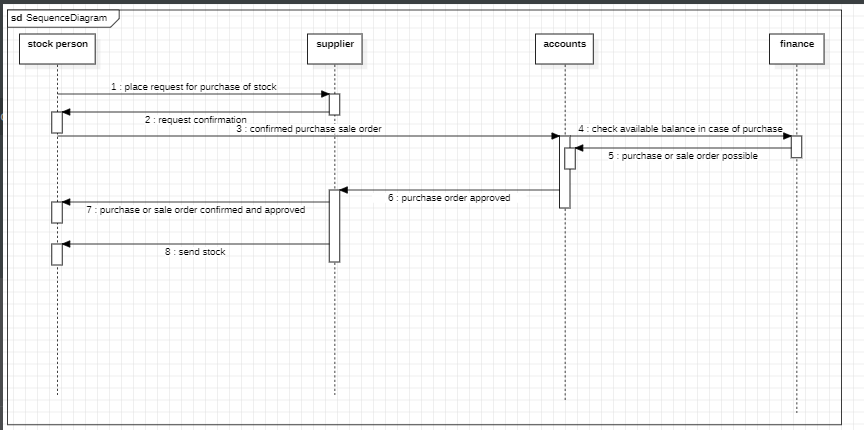 sd SequenceDiagram
stock person
supplier
accounts
finance
1 : place request for purchase of stock
2 : request confirmation
3 : confirmed purchase sale order
4 : check available balance in case of purchase
5 : purchase or sale order possible
6 : purchase order approved
7 : purchase or sale order confirmed and approved
8 : send stock